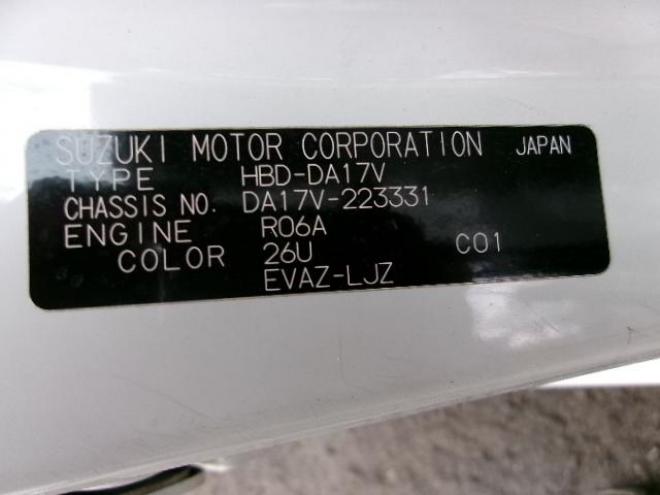 SUZUKI MOTOR CORPORATION JAPAN
TYPE HBD-DA17V
CHASSIS NO. DA17V-223331
ENGINE R06A
COLOR 26U C01
EVAZ-LJZ